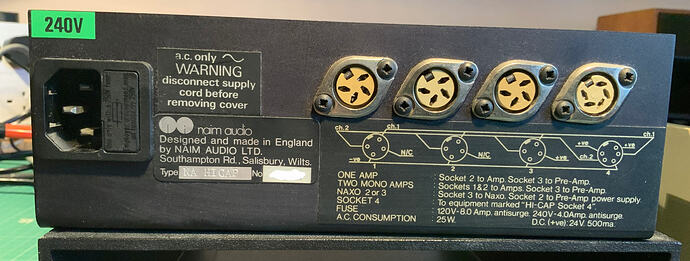 240V
a.c. only
WARNING
disconnect supply
cord before
removing cover
naim audio
Designed and made in England
by NAIM AUDIO LTD.
Southampton Rd., Salisbury, Wilts.
Type NA HICAP No
ch.2 ch.1 ch.1
-ve N/C N/C +ve +ve ch.
1 2 3 4
ONE AMP : Socket 2 to Amp. Socket 3 to Pre-Amp.
TWO MONO AMPS : Sockets 1&2 to Amps. Socket 3 to Pre-Amp.
NAXO 2 or 3 : Socket 3 to Naxo. Socket 2 to Pre-Amp power supply.
SOCKET 4 : To equipment marked "HI-CAP Socket 4".
FUSE : 120V-8.0 Amp. antisurge. 240V-4.0Amp. antisurge.
A.C. CONSUMPTION : 25W. D.C. (+ve): 24V. 500ma.